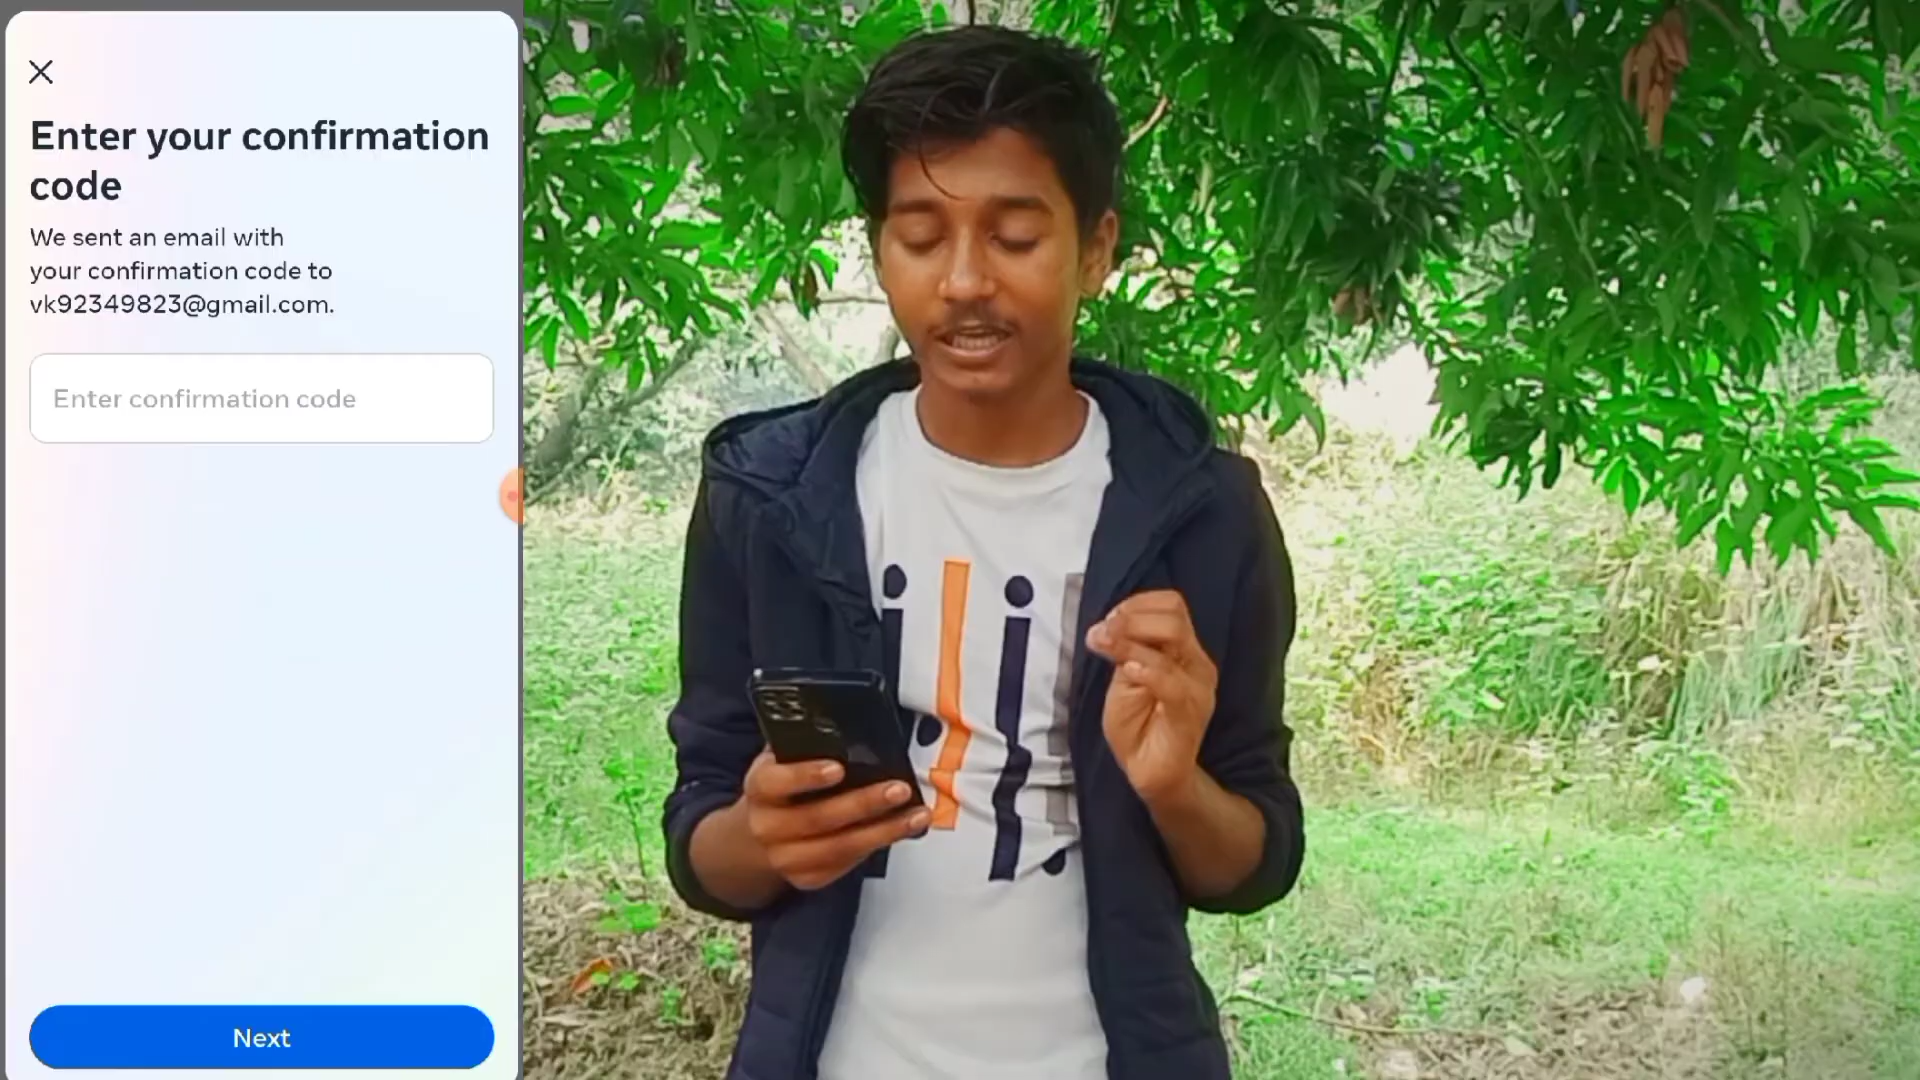 Enter your confirmation
code
We sent an email with
your confirmation code to
vk92349823@gmail.com.
Enter confirmation code
Next